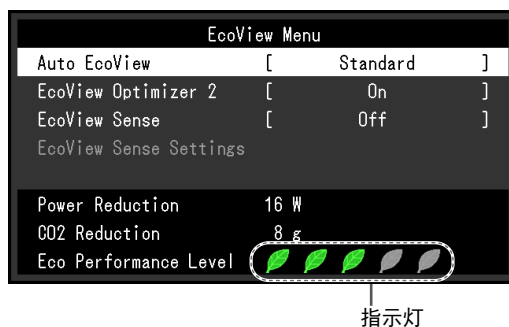 EcoView Menu
Auto EcoView [ Standard ]
EcoView Optimizer 2 [ On ]
EcoView Sense [ Off ]
EcoView Sense Settings
Power Reduction 16 W
CO2 Reduction 8 g
Eco Performance Level
指示灯